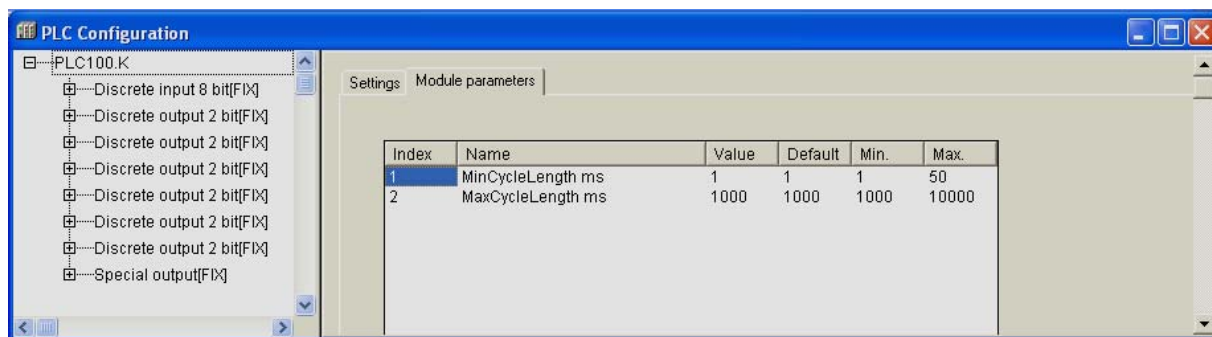 PLC Configuration
PLC100.K
Discrete input 8 bit[FIX]
Discrete output 2 bit[FIX]
Discrete output 2 bit[FIX]
Discrete output 2 bit[FIX]
Discrete output 2 bit[FIX]
Discrete output 2 bit[FIX]
Discrete output 2 bit[FIX]
Special output[FIX]
Settings Module parameters
Index Name Value Default Min. Max.
1 MinCycleLength ms 1 1 1 50
2 MaxCycleLength ms 1000 1000 1000 10000